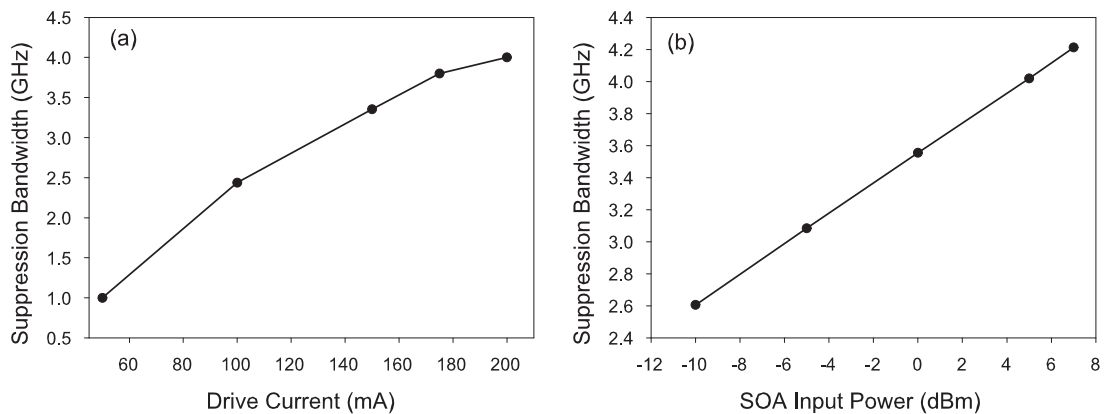 (a)
Suppression Bandwidth (GHz)
4.5
4.0
3.5
3.0
2.5
2.0
1.5
1.0
0.5
60 80 100 120 140 160 180 200
Drive Current (mA)
(b)
Suppression Bandwidth (GHz)
4.4
4.2
4.0
3.8
3.6
3.4
3.2
3.0
2.8
2.6
2.4
-12 -10 -8 -6 -4 -2 0 2 4 6 8
SOA Input Power (dBm)